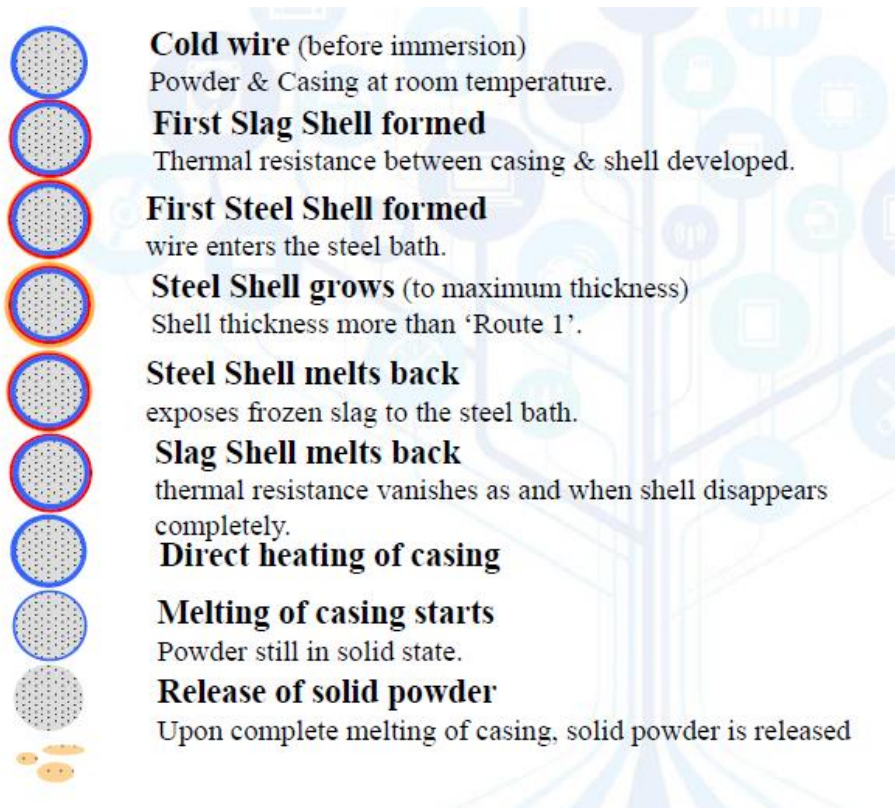 Cold wire (before immersion)
Powder & Casing at room temperature.
First Slag Shell formed
Thermal resistance between casing & shell developed.
First Steel Shell formed
wire enters the steel bath.
Steel Shell grows (to maximum thickness)
Shell thickness more than ‘Route 1’.
Steel Shell melts back
exposes frozen slag to the steel bath.
Slag Shell melts back
thermal resistance vanishes as and when shell disappears
completely.
Direct heating of casing
Melting of casing starts
Powder still in solid state.
Release of solid powder
Upon complete melting of casing, solid powder is released